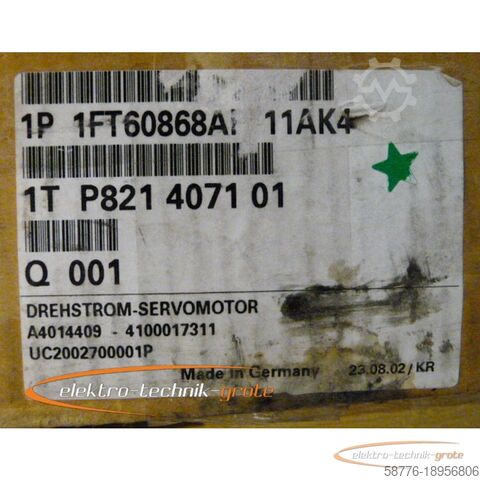 1P 1FT60868A 11AK4
1T P821 4071 01
Q 001
DREHSTROM-SERVOMOTOR
A4014409 - 4100017311
UC2002700001P
Made in Germany 23.08.02/KR
elektro-technik-grote
elektro-technik-grote
58776-18956806